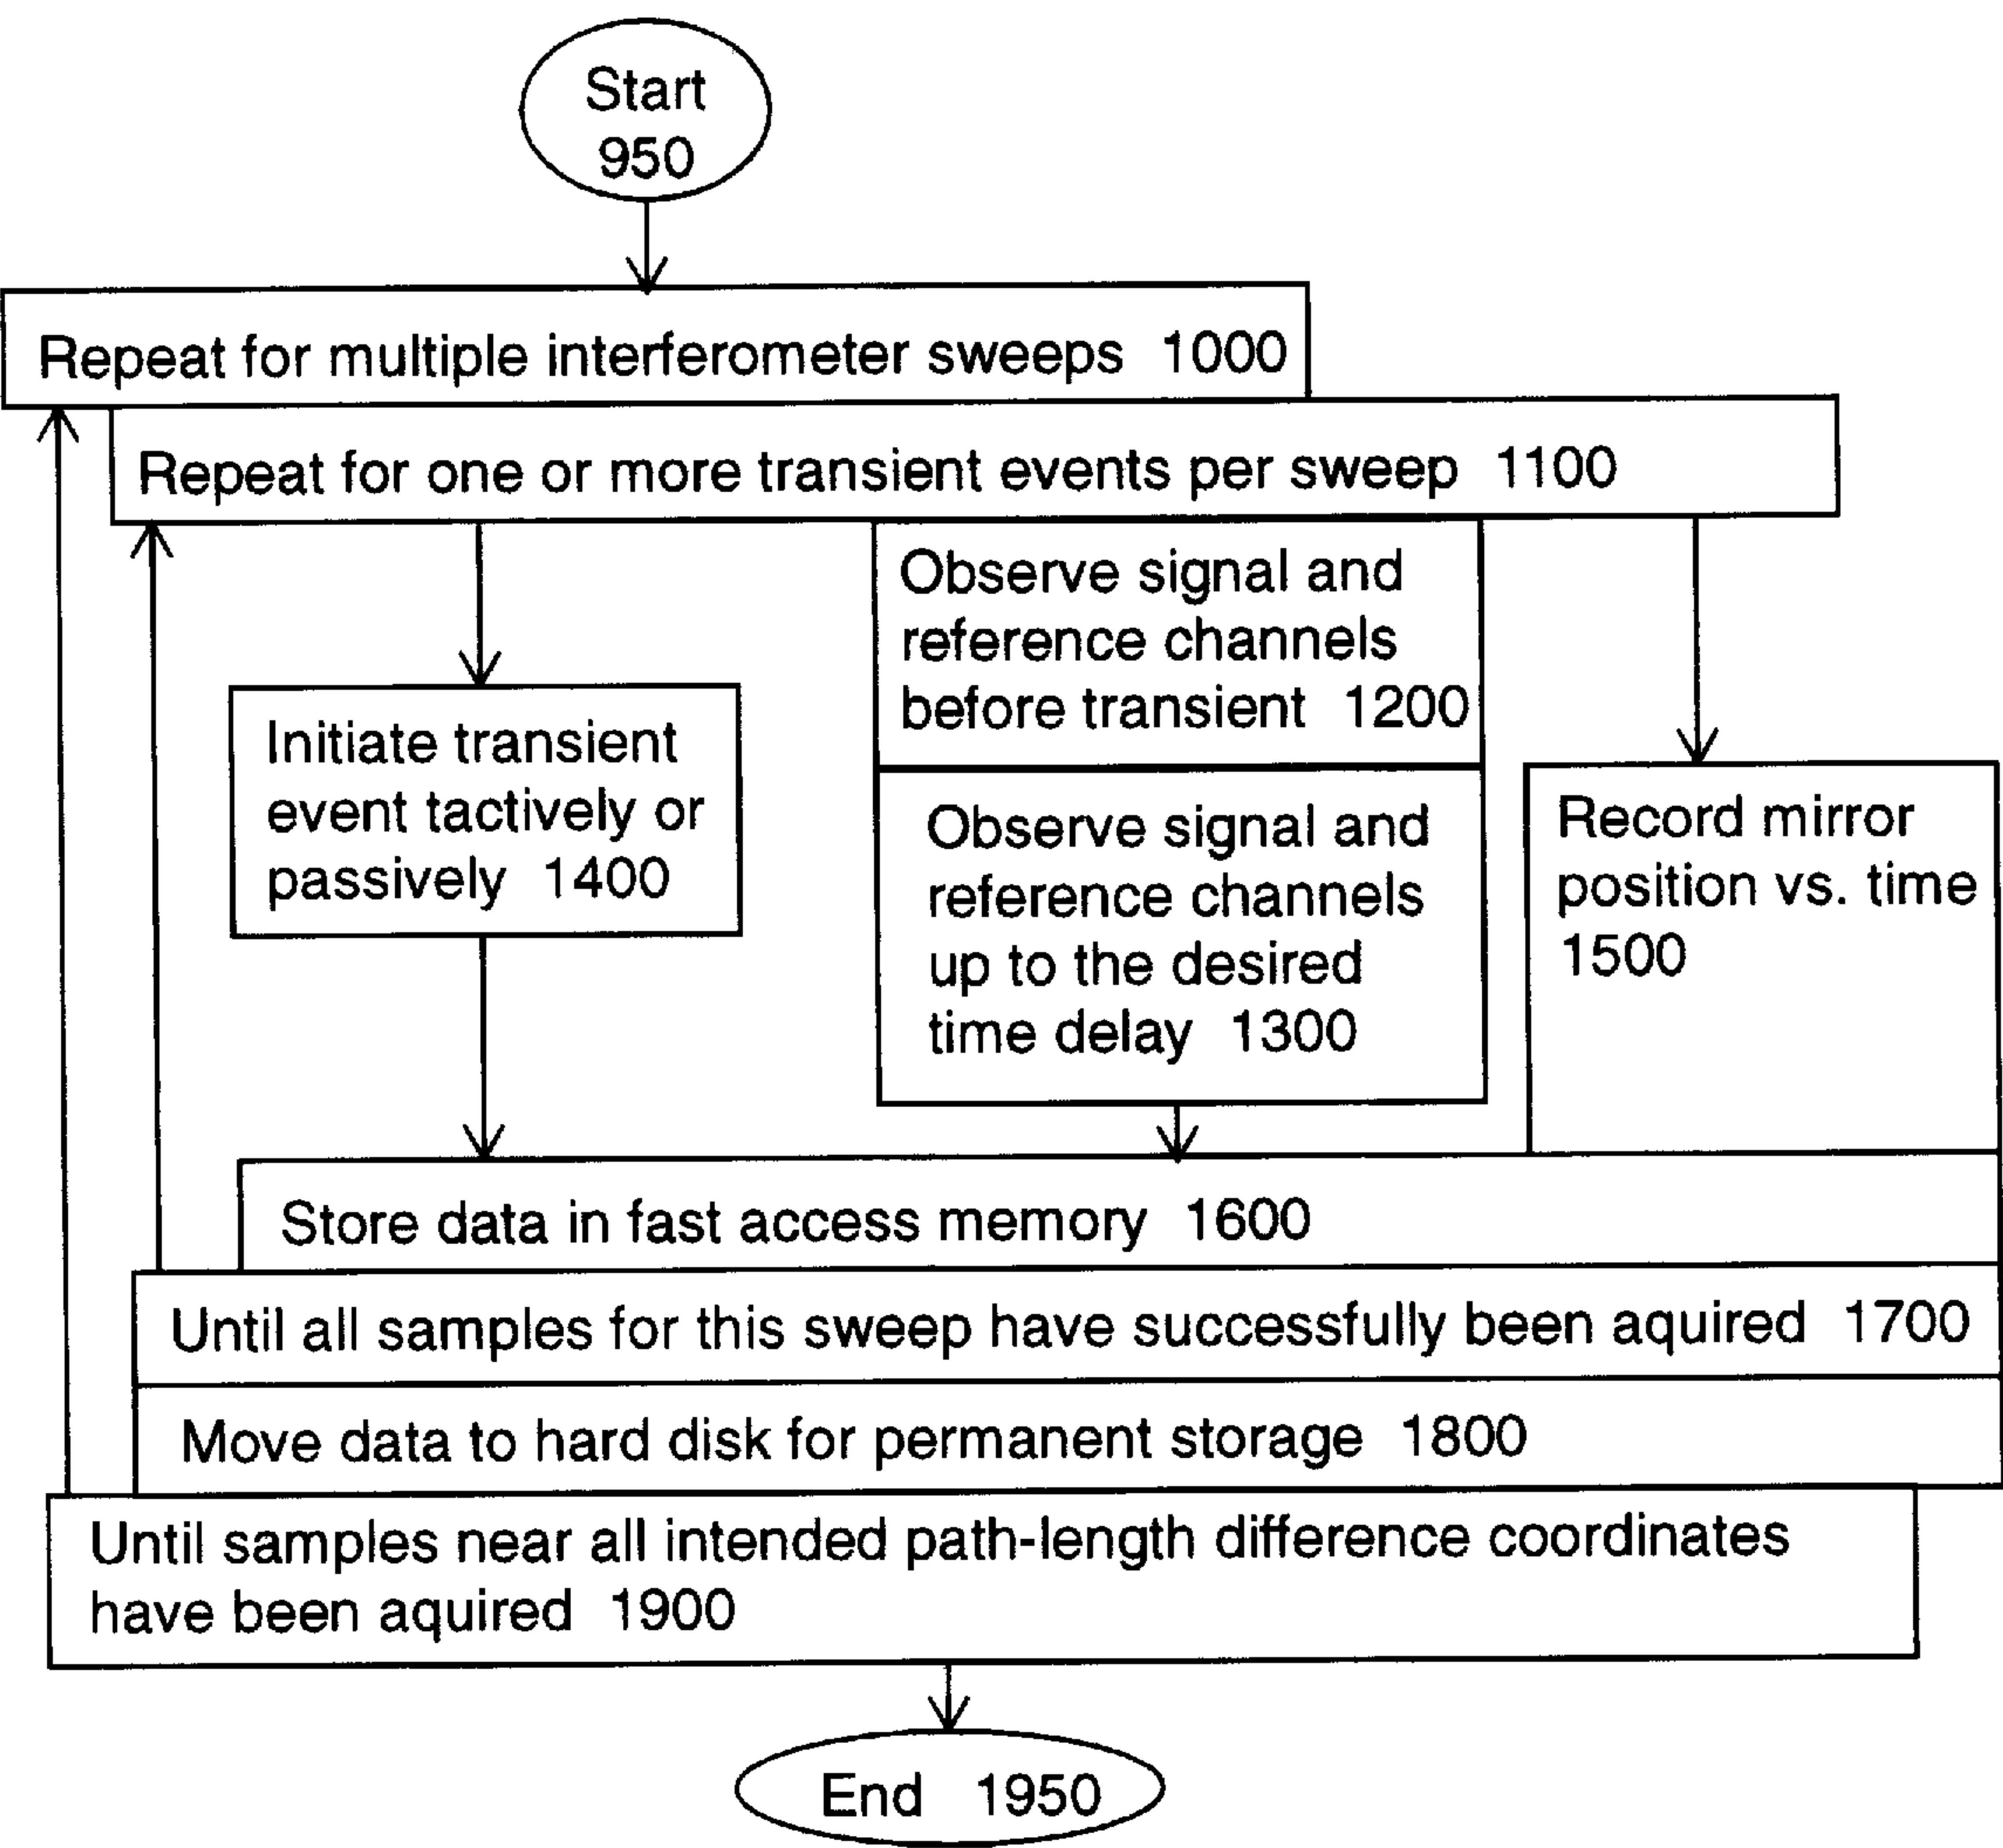 Start
950
Repeat for multiple interferometer sweeps 1000
Repeat for one or more transient events per sweep 1100
Observe signal and
reference channels
before transient 1200
Initiate transient
event tactively or
passively 1400
Observe signal and
reference channels
up to the desired
time delay 1300
Record mirror
position vs. time
1500
Store data in fast access memory 1600
Until all samples for this sweep have successfully been aquired 1700
Move data to hard disk for permanent storage 1800
Until samples near all intended path-length difference coordinates
have been aquired 1900
End 1950